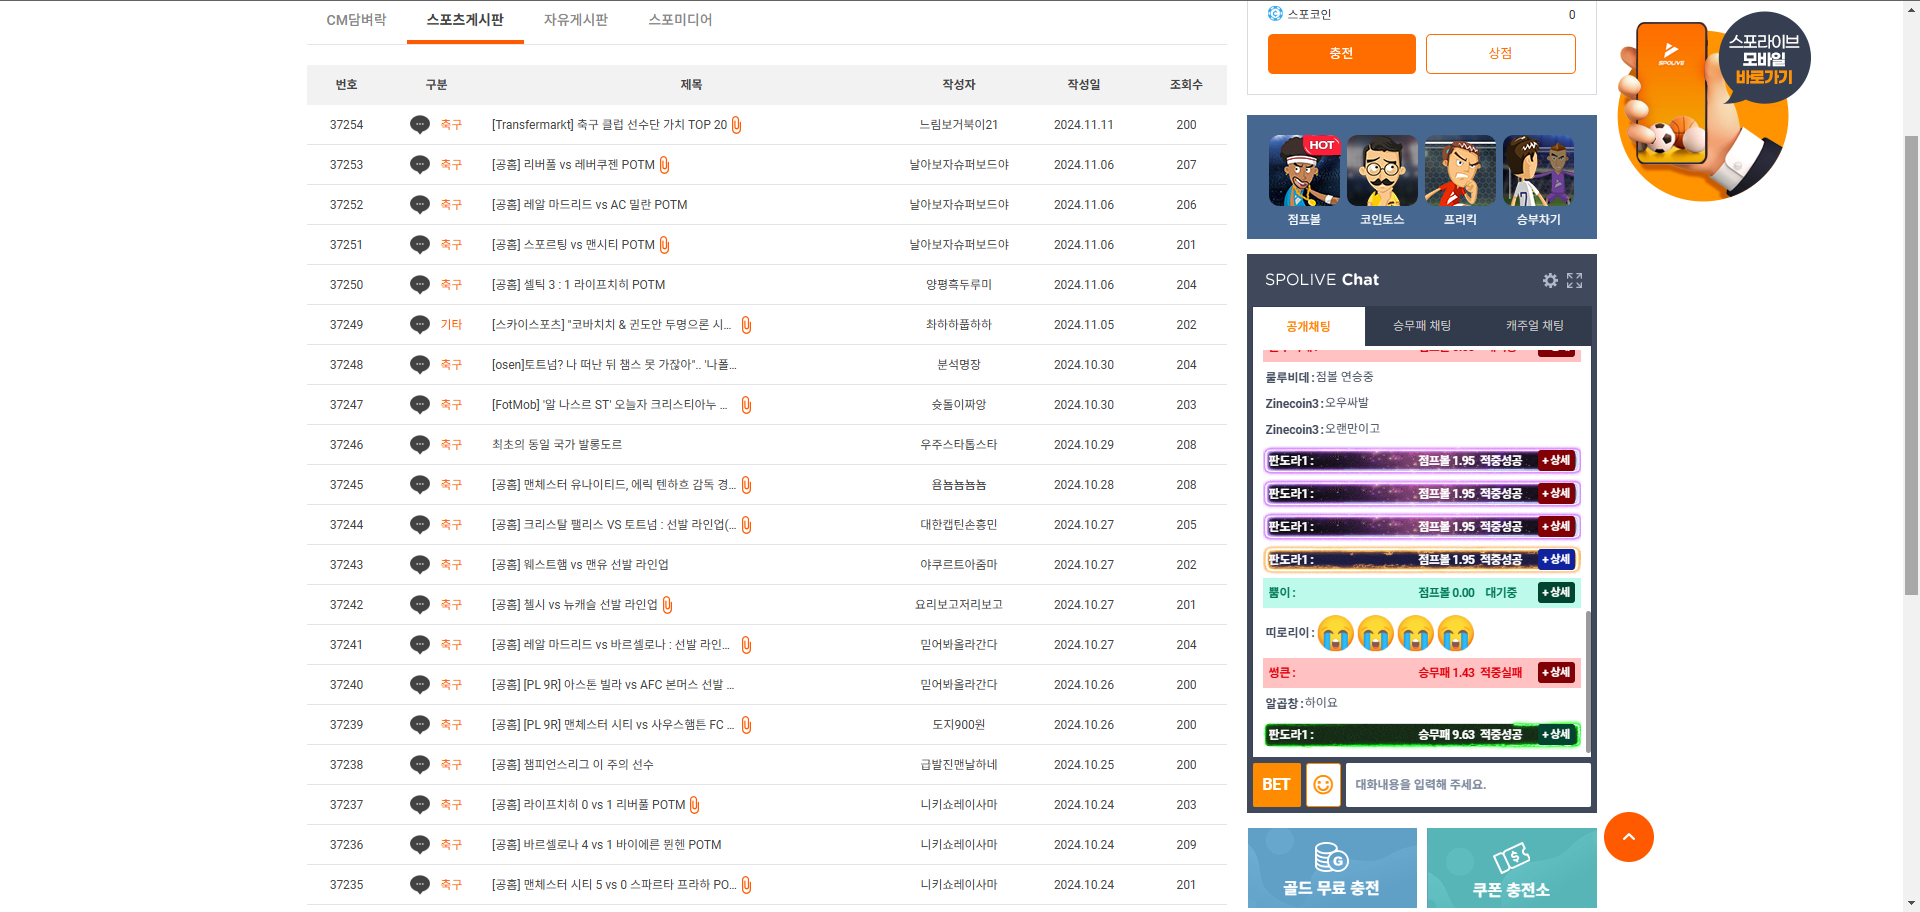 CM담벼락 스포츠게시판 자유게시판 스포미디어
번호 구분 제목 작성자 작성일 조회수
37254 축구 [Transfermarkt] 축구 클럽 선수단 가치 TOP 20 느림보거북이21 2024.11.11 200
37253 축구 [공홈] 리버풀 vs 레버쿠젠 POTM 날아보자슈퍼보드야 2024.11.06 207
37252 축구 [공홈] 레알 마드리드 vs AC 밀란 POTM 날아보자슈퍼보드야 2024.11.06 206
37251 축구 [공홈] 스포르팅 vs 맨시티 POTM 날아보자슈퍼보드야 2024.11.06 201
37250 축구 [공홈] 셀틱 3 : 1 라이프치히 POTM 양평흑두루미 2024.11.06 204
37249 기타 [스카이스포츠] "코바치치 & 귄도안 두명으론 시... 촤하하풉하하 2024.11.05 202
37248 축구 [osen]토트넘? 나 떠난 뒤 챔스 못 가잖아".. '나폴... 분석명장 2024.10.30 204
37247 축구 [FotMob] '알 나스르 ST' 오늘자 크리스티아누 ... 슛돌이짜앙 2024.10.30 203
37246 축구 최초의 동일 국가 발롱도르 우주스타톱스타 2024.10.29 208
37245 축구 [공홈] 맨체스터 유나이티드, 에릭 텐하흐 감독 경... 욤뇸뇸뇸뇸 2024.10.28 208
37244 축구 [공홈] 크리스탈 팰리스 VS 토트넘 : 선발 라인업(... 대한캡틴손흥민 2024.10.27 205
37243 축구 [공홈] 웨스트햄 vs 맨유 선발 라인업 야쿠르트아줌마 2024.10.27 202
37242 축구 [공홈] 첼시 vs 뉴캐슬 선발 라인업 요리보고저리보고 2024.10.27 201
37241 축구 [공홈] 레알 마드리드 vs 바르셀로나 : 선발 라인... 믿어봐올라간다 2024.10.27 204
37240 축구 [공홈] [PL 9R] 아스톤 빌라 vs AFC 본머스 선발 ... 믿어봐올라간다 2024.10.26 200
37239 축구 [공홈] [PL 9R] 맨체스터 시티 vs 사우스햄튼 FC ... 도지900원 2024.10.26 200
37238 축구 [공홈] 챔피언스리그 이 주의 선수 급발진맨날하네 2024.10.25 200
37237 축구 [공홈] 라이프치히 0 vs 1 리버풀 POTM 니키쇼레이사마 2024.10.24 203
37236 축구 [공홈] 바르셀로나 4 vs 1 바이에른 뮌헨 POTM 니키쇼레이사마 2024.10.24 209
37235 축구 [공홈] 맨체스터 시티 5 vs 0 스파르타 프라하 PO... 니키쇼레이사마 2024.10.24 201
스포코인 0
충전 상점
HOT
점프볼 코인토스 프리킥 승부차기
SPOLIVE Chat
공개채팅 승무패 채팅 캐주얼 채팅
룰루비데 : 점볼 연승중
Zinecoin3 : 오우싸발
Zinecoin3 : 오랜만이고
판도라1 : 점프볼 1.95 적중성공 +상세
판도라1 : 점프볼 1.95 적중성공 +상세
판도라1 : 점프볼 1.95 적중성공 +상세
판도라1 : 점프볼 1.95 적중성공 +상세
뿜이 : 점프볼 0.00 대기중 +상세
띠로리이 :
썽큰 : 승무패 1.43 적중실패 +상세
알곱창 : 하이요
판도라1 : 승무패 9.63 적중성공 +상세
BET 대화내용을 입력해 주세요.
골드 무료 충전 쿠폰 충전소
SPOLIVE
스포라이브
모바일
바로가기